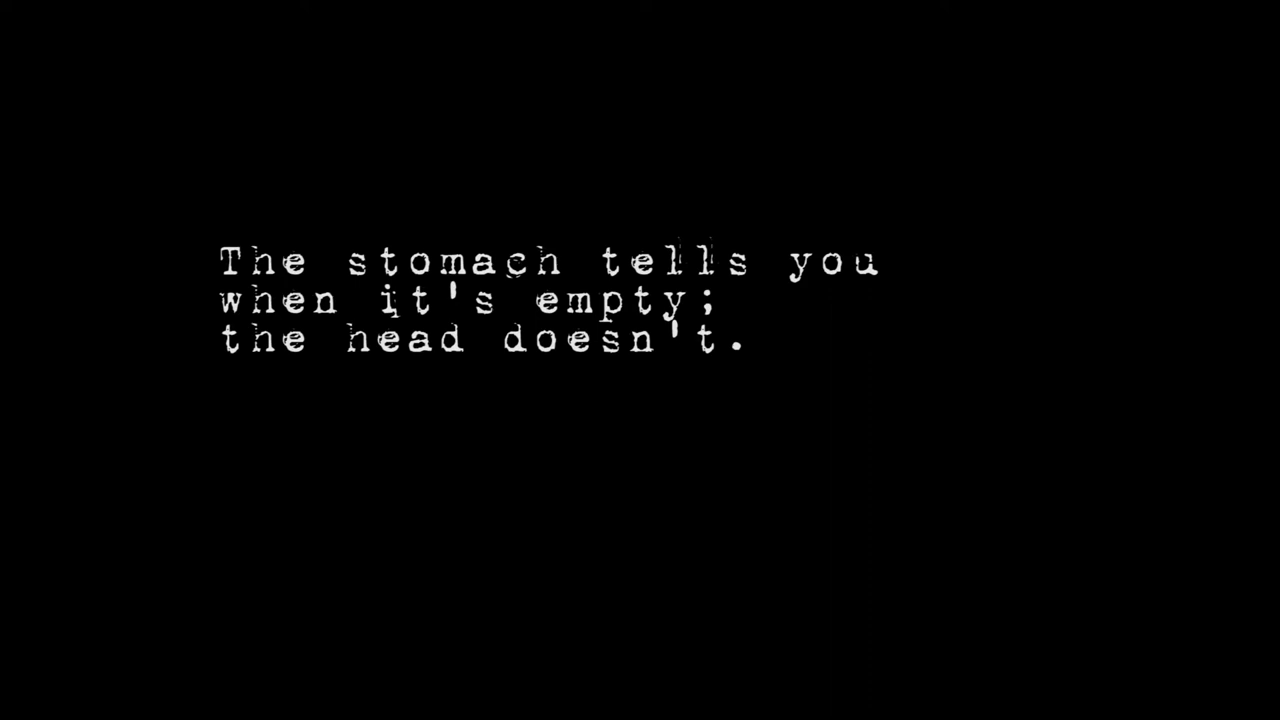 The stomach tells you
when it's empty;
the head doesn't.